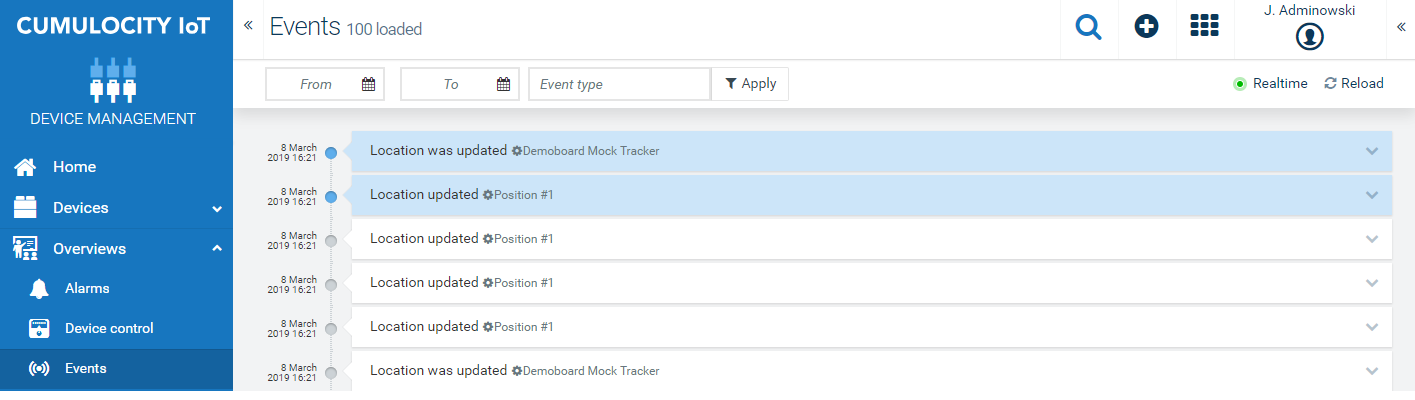 CUMULOCITY IoT
DEVICE MANAGEMENT
Home
Devices
Overviews
Alarms
Device control
Events
Events 100 loaded
J. Adminowski
From
To
Event type
Apply
Realtime
Reload
8 March
2019 16:21
Location was updated Demoboard Mock Tracker
8 March
2019 16:21
Location updated Position #1
8 March
2019 16:21
Location updated Position #1
8 March
2019 16:21
Location updated Position #1
8 March
2019 16:21
Location updated Position #1
8 March
2019 16:21
Location was updated Demoboard Mock Tracker